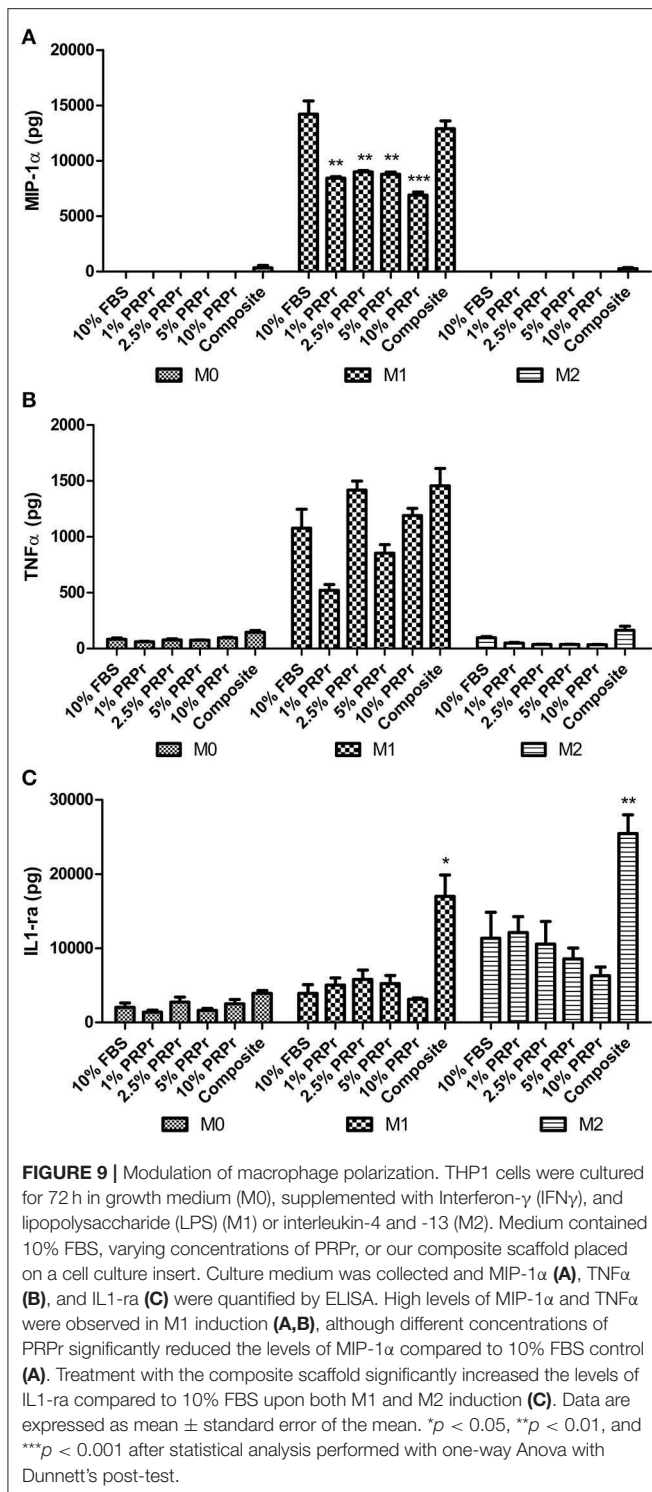 A
MIP-1α (pg)
15000
10000
5000
0
** ** ** ***
10% FBS 1% PRPr 2.5% PRPr 5% PRPr 10% PRPr Composite 10% FBS 1% PRPr 2.5% PRPr 5% PRPr 10% PRPr Composite 10% FBS 1% PRPr 2.5% PRPr 5% PRPr 10% PRPr Composite
M0 M1 M2
B
TNFα (pg)
2000
1500
1000
500
0
10% FBS 1% PRPr 2.5% PRPr 5% PRPr 10% PRPr Composite 10% FBS 1% PRPr 2.5% PRPr 5% PRPr 10% PRPr Composite 10% FBS 1% PRPr 2.5% PRPr 5% PRPr 10% PRPr Composite
M0 M1 M2
C
IL1-ra (pg)
30000
20000
10000
0
* **
10% FBS 1% PRPr 2.5% PRPr 5% PRPr 10% PRPr Composite 10% FBS 1% PRPr 2.5% PRPr 5% PRPr 10% PRPr Composite 10% FBS 1% PRPr 2.5% PRPr 5% PRPr 10% PRPr Composite
M0 M1 M2
FIGURE 9 | Modulation of macrophage polarization. THP1 cells were cultured
for 72 h in growth medium (M0), supplemented with Interferon-γ (IFNγ), and
lipopolysaccharide (LPS) (M1) or interleukin-4 and -13 (M2). Medium contained
10% FBS, varying concentrations of PRPr, or our composite scaffold placed
on a cell culture insert. Culture medium was collected and MIP-1α (A), TNFα
(B), and IL1-ra (C) were quantified by ELISA. High levels of MIP-1α and TNFα
were observed in M1 induction (A,B), although different concentrations of
PRPr significantly reduced the levels of MIP-1α compared to 10% FBS control
(A). Treatment with the composite scaffold significantly increased the levels of
IL1-ra compared to 10% FBS upon both M1 and M2 induction (C). Data are
expressed as mean ± standard error of the mean. *p < 0.05, **p < 0.01, and
***p < 0.001 after statistical analysis performed with one-way Anova with
Dunnett's post-test.